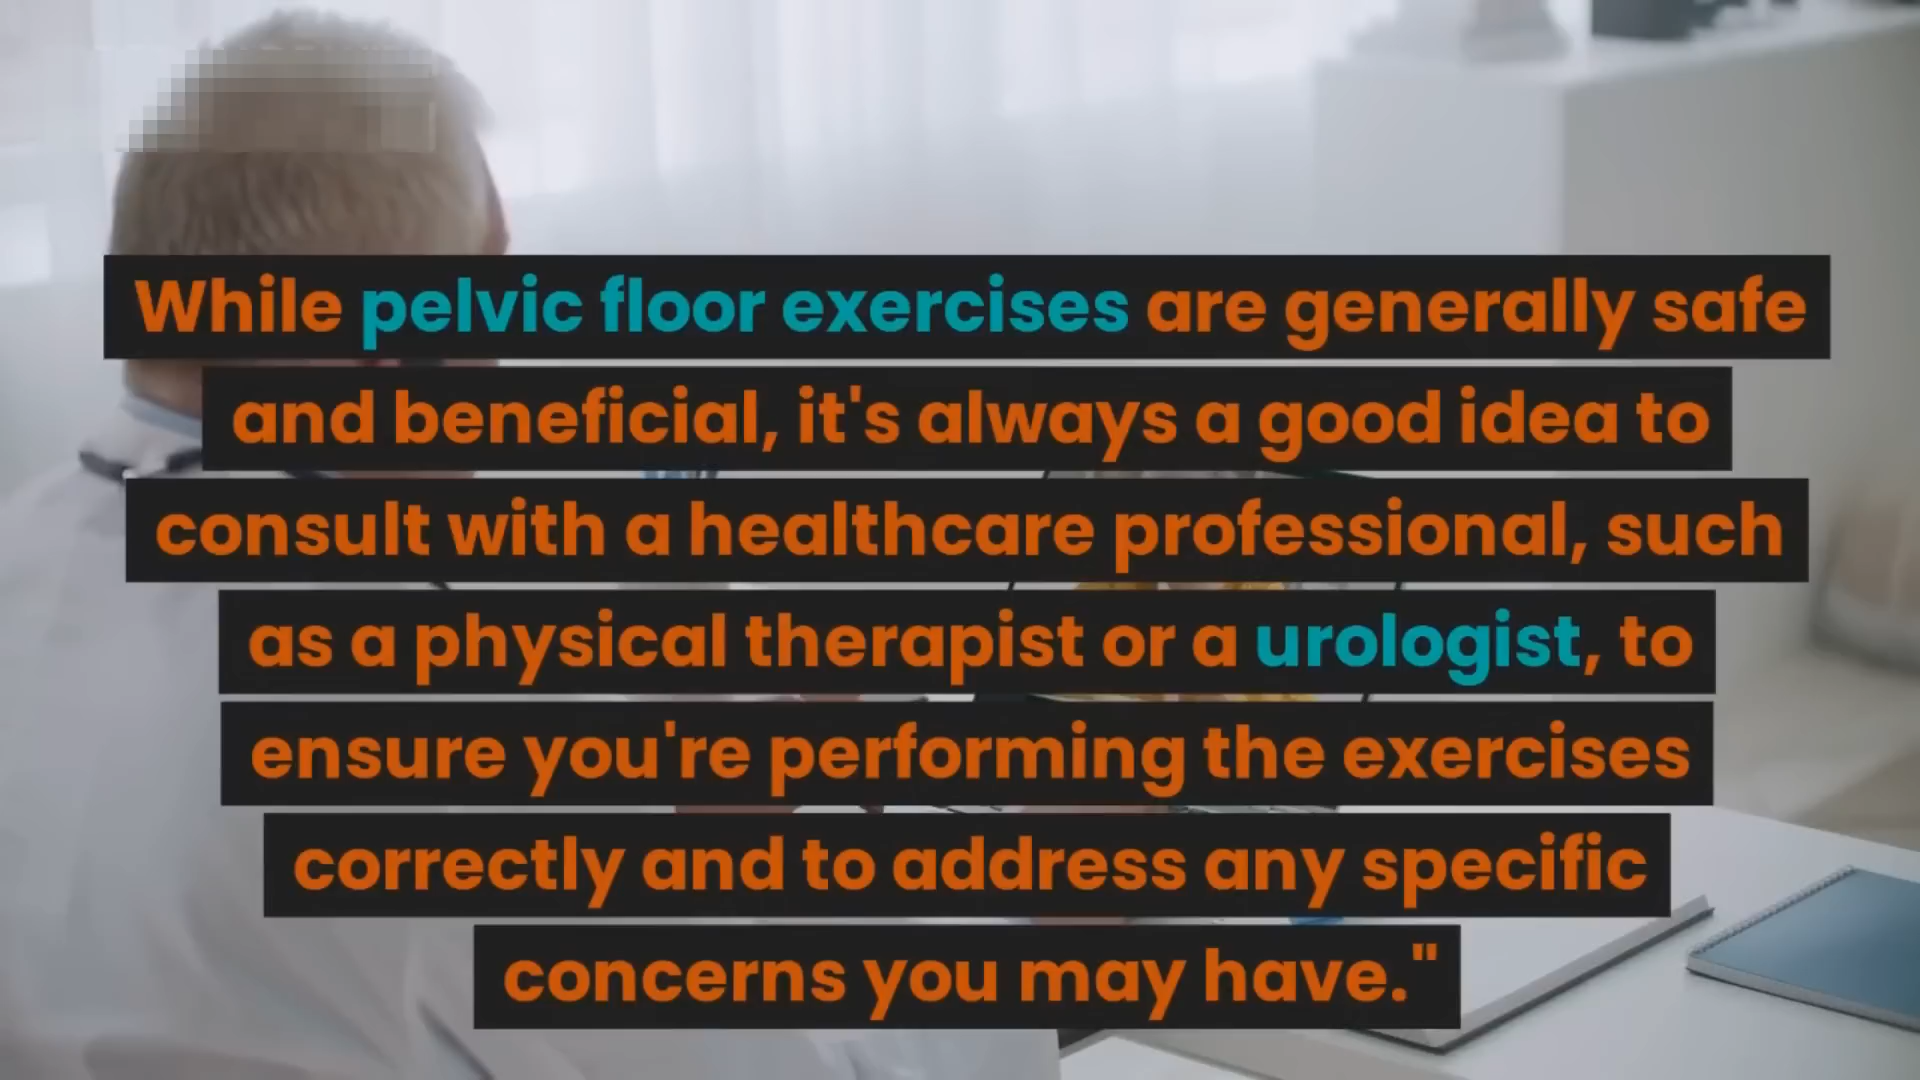 While pelvic floor exercises are generally safe
and beneficial, it's always a good idea to
consult with a healthcare professional, such
as a physical therapist or a urologist, to
ensure you're performing the exercises
correctly and to address any specific
concerns you may have."